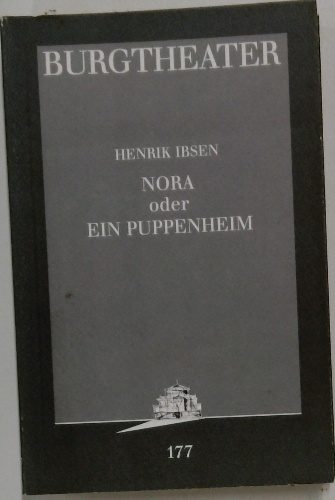 BURGTHEATER
HENRIK IBSEN
NORA
oder
EIN PUPPENHEIM
177